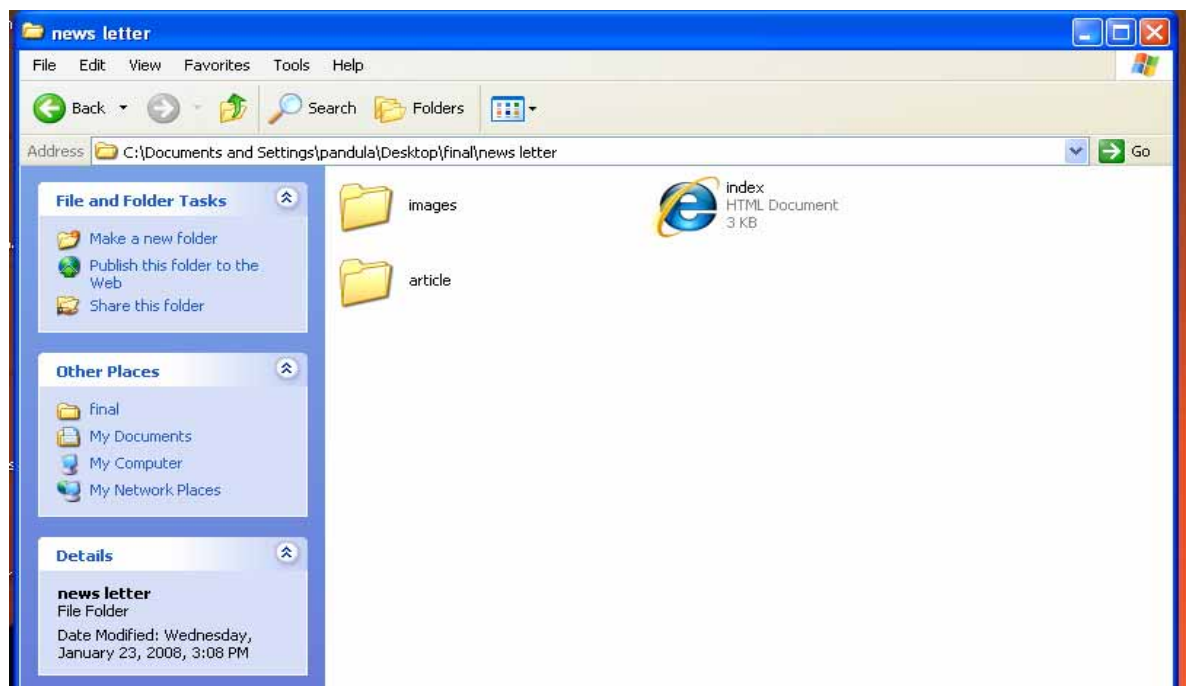 news letter
File Edit View Favorites Tools Help
Back Search Folders
Address C:\Documents and Settings\pandula\Desktop\final\news letter Go
File and Folder Tasks
Make a new folder
Publish this folder to the
Web
Share this folder
Other Places
final
My Documents
My Computer
My Network Places
Details
news letter
File Folder
Date Modified: Wednesday,
January 23, 2008, 3:08 PM
images
article
index
HTML Document
3 KB